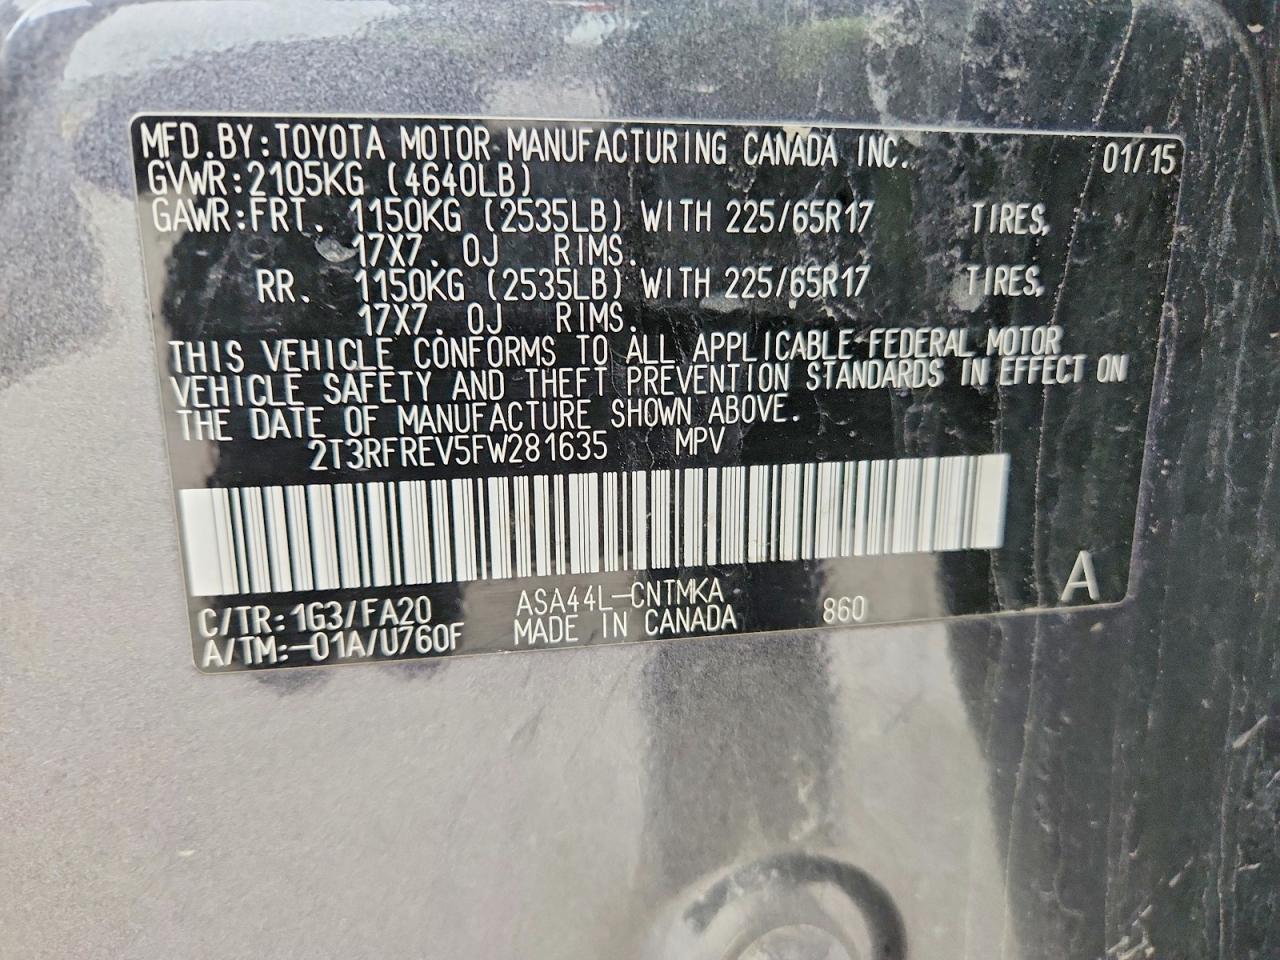 MFD.BY:TOYOTA MOTOR MANUFACTURING CANADA INC. 01/15
GVWR:2105KG (4640LB)
GAWR:FRT. 1150KG (2535LB) WITH 225/65R17 TIRES,
17X7. 0J RIMS.
RR. 1150KG (2535LB) WITH 225/65R17 TIRES,
17X7. 0J RIMS.
THIS VEHICLE CONFORMS TO ALL APPLICABLE FEDERAL MOTOR
VEHICLE SAFETY AND THEFT PREVENTION STANDARDS IN EFFECT ON
THE DATE OF MANUFACTURE SHOWN ABOVE.
2T3RFREV5FW281635 MPV
C/TR:1G3/FA20 ASA44L-CNTMKA 860 A
A/TM:-01A/U760F MADE IN CANADA